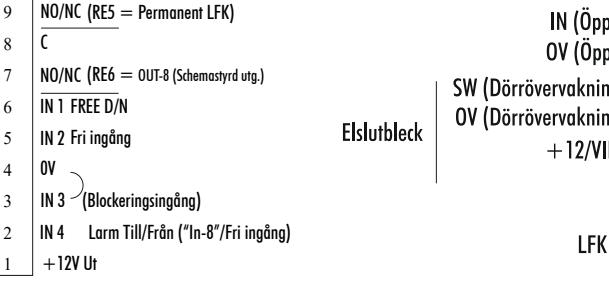 9 NO/NC (RE5 = Permanent LFK)
8 C
7 NO/NC (RE6 = OUT-8 (Schemastyrd utg.)
6 IN 1 FREE D/N
5 IN 2 Fri ingång
4 0V
3 IN 3 (Blockeringsingång)
2 IN 4 Larm Till/Från (“In-8”/Fri ingång)
1 +12V Ut
IN (Öpp
OV (Öpp
SW (Dörrövervaknin
OV (Dörrövervaknin
Elslutbleck
+12/VI
LFK